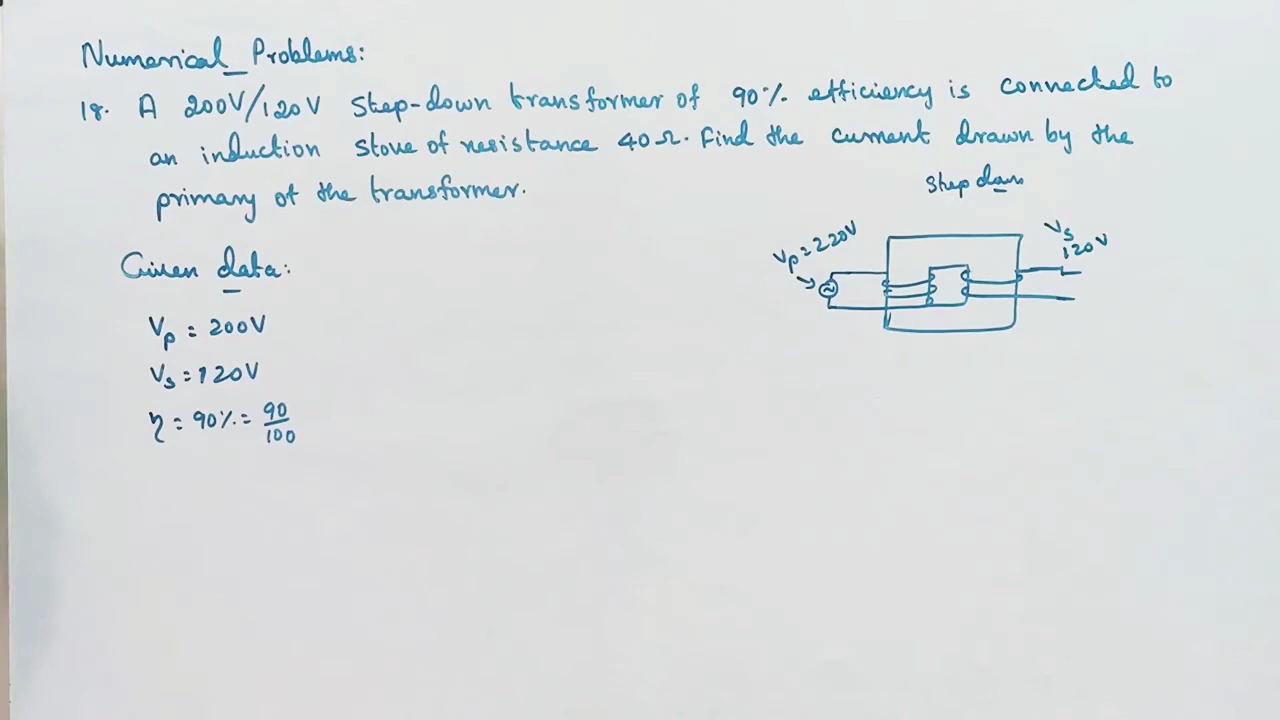 Numerical Problems:
18. A 200V/120V Step-down transformer of 90% efficiency is connected to
an induction stove of resistance 40Ω. Find the current drawn by the
primary of the transformer.
Step down
Vp = 220V
Vs
120V
Given data:
Vp = 200V
Vs = 120V
η = 90% = 90/100